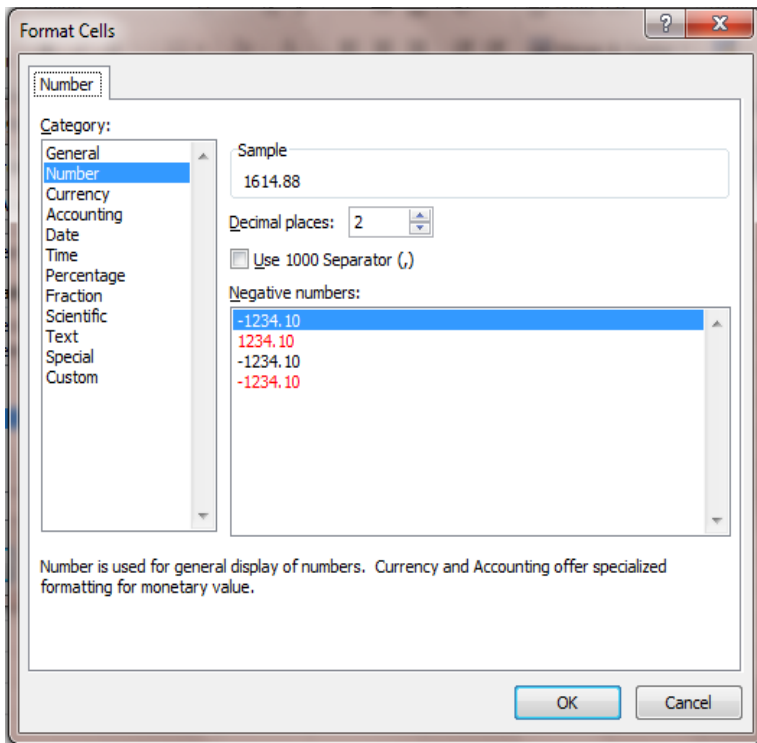 Format Cells
?
X
Number
Category:
General
Number
Currency
Accounting
Date
Time
Percentage
Fraction
Scientific
Text
Special
Custom
Sample
1614.88
Decimal places: 2
Use 1000 Separator (,)
Negative numbers:
-1234.10
1234.10
-1234.10
-1234.10
Number is used for general display of numbers. Currency and Accounting offer specialized
formatting for monetary value.
OK
Cancel